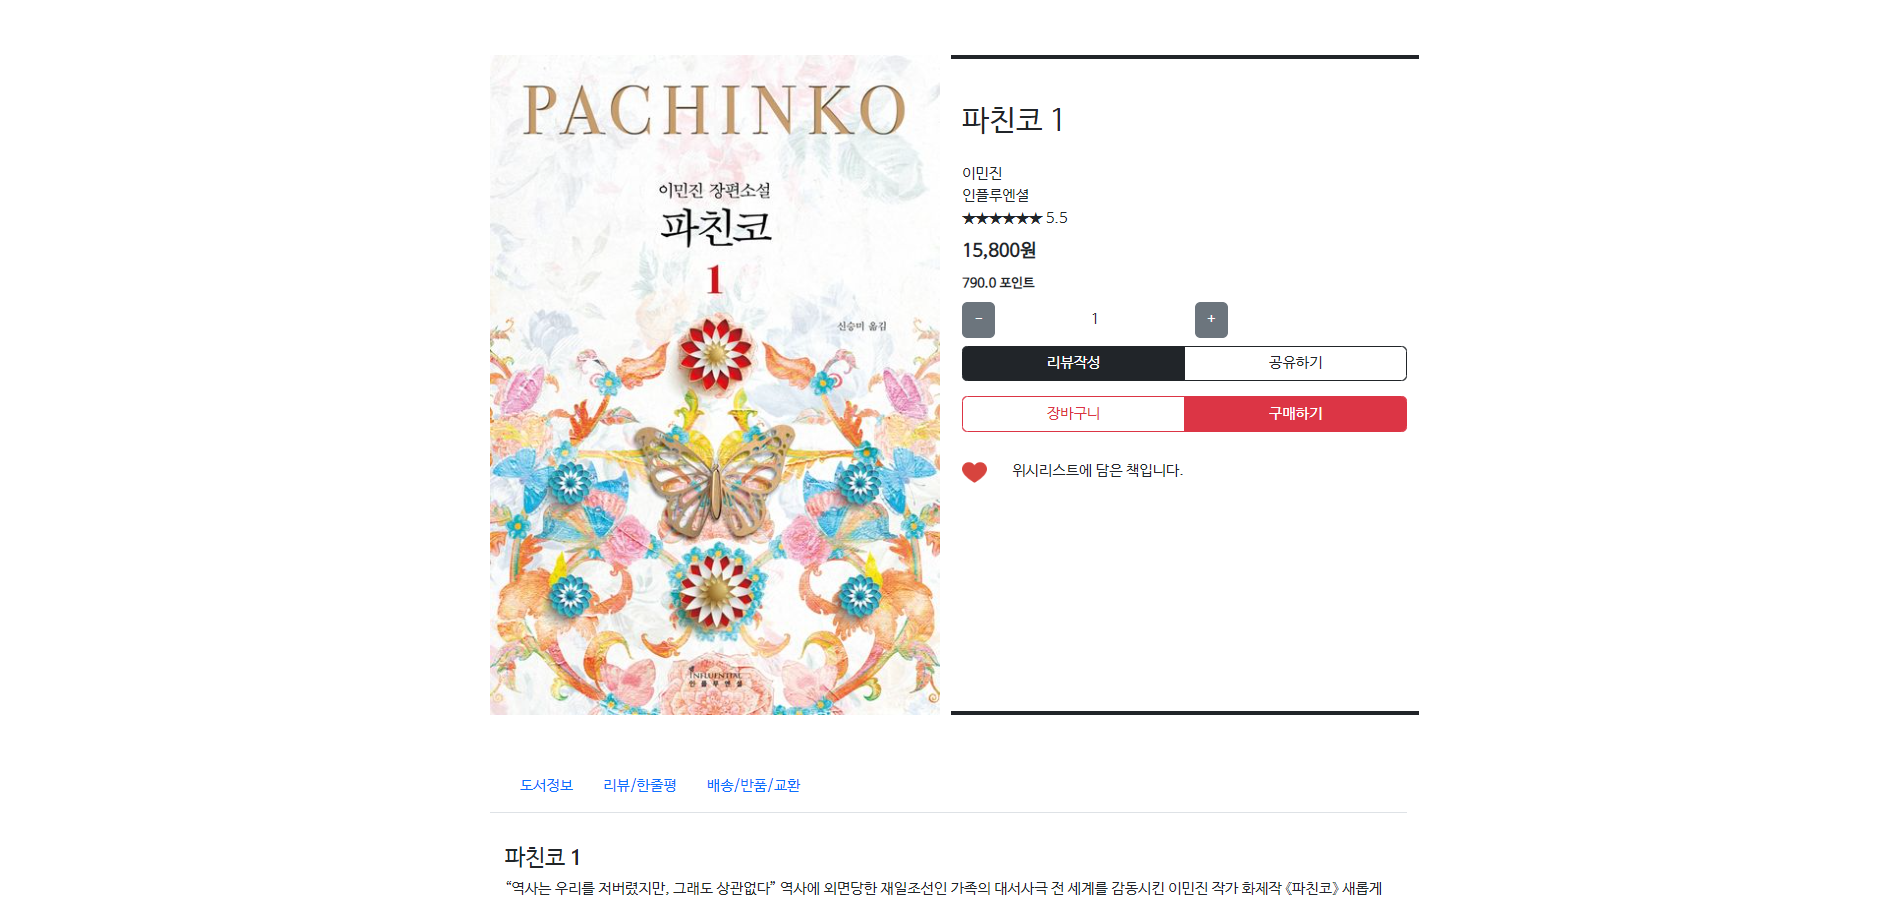 PACHINKO
이민진 장편소설
파친코
1
신승미 옮김
INFLUENTIAL
인플루엔셜
파친코 1
이민진
인플루엔셜
★★★★★★ 5.5
15,800원
790.0 포인트
- 1 +
리뷰작성 공유하기
장바구니 구매하기
위시리스트에 담은 책입니다.
도서정보 리뷰/한줄평 배송/반품/교환
파친코 1
“역사는 우리를 저버렸지만, 그래도 상관없다” 역사에 외면당한 재일조선인 가족의 대서사극 전 세계를 감동시킨 이민진 작가 화제작 《파친코》 새롭게